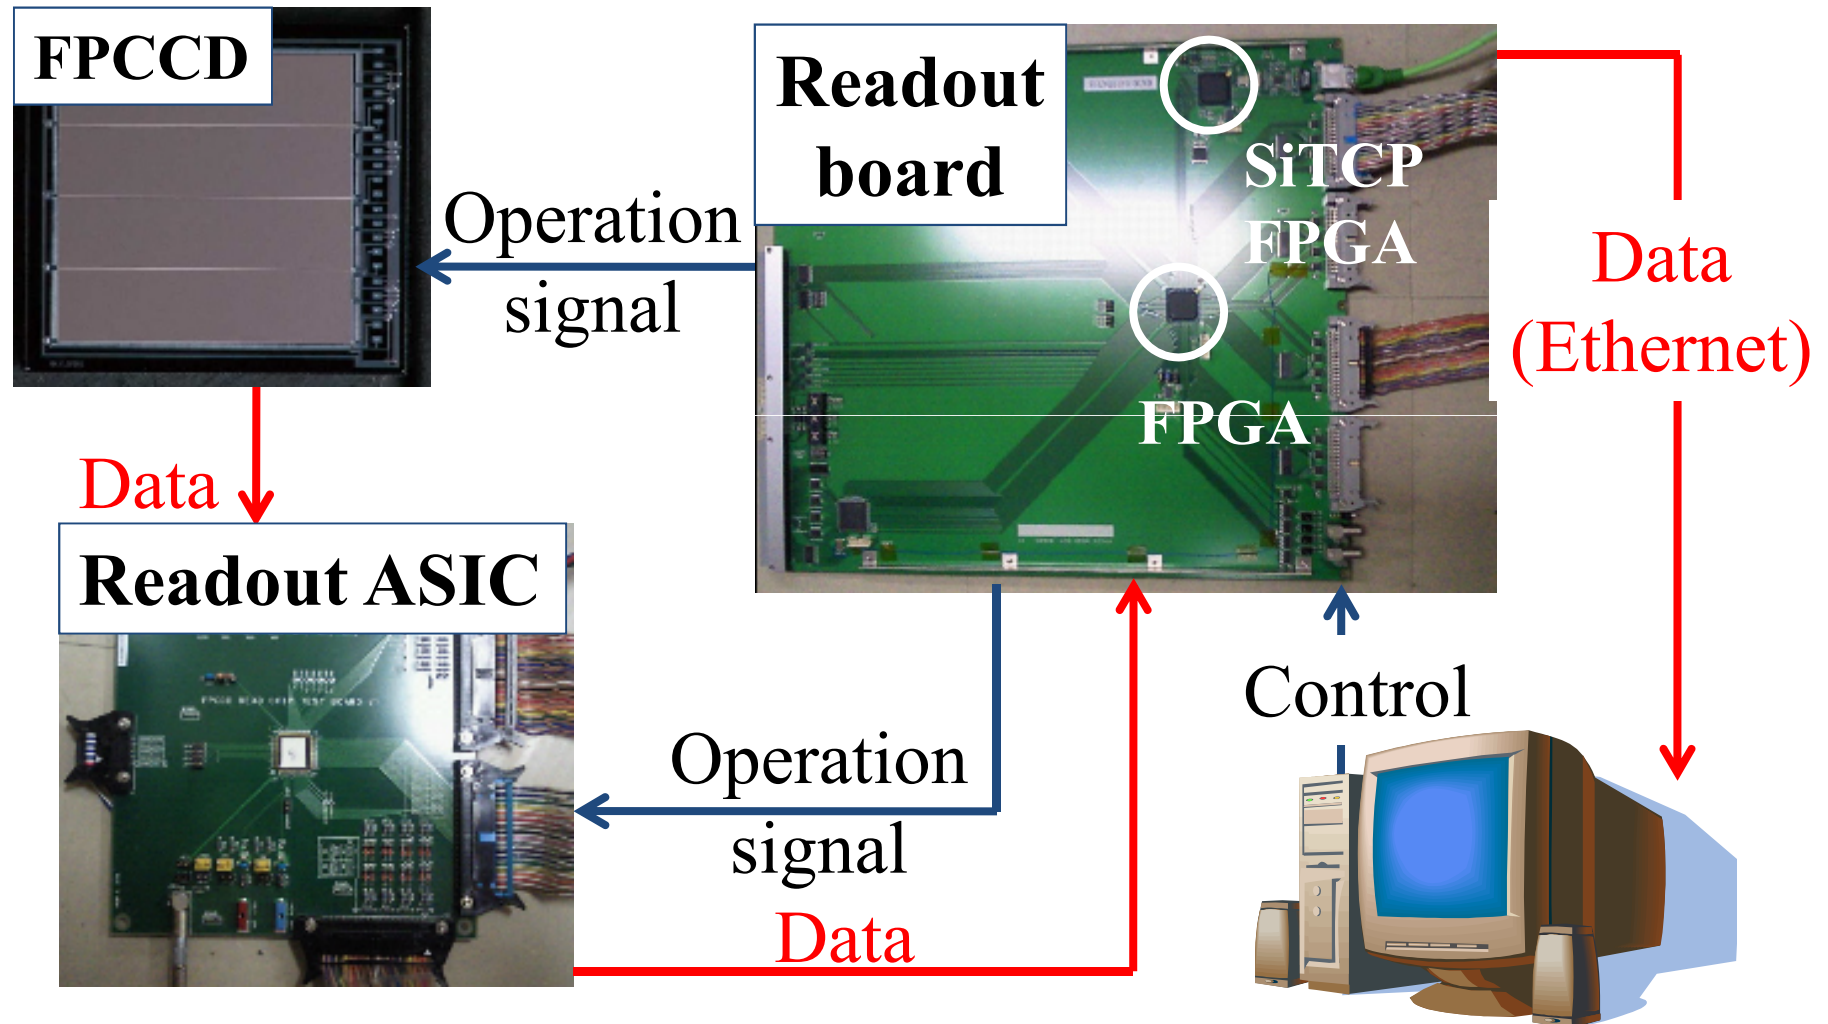 FPCCD
Readout
board
SiTCP
FPGA
Operation
signal
Data
(Ethernet)
FPGA
Data
Readout ASIC
Control
Operation
signal
Data